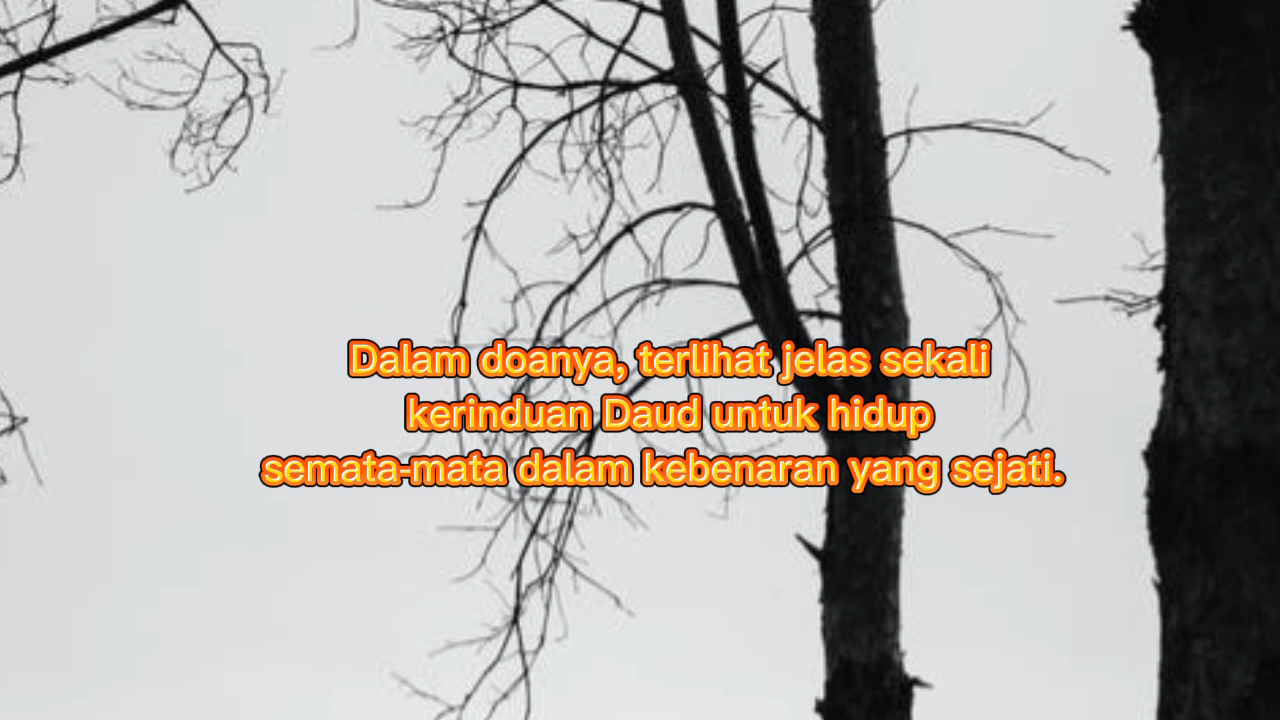 Dalam doanya, terlihat jelas sekali
kerinduan Daud untuk hidup
semata-mata dalam kebenaran yang sejati.